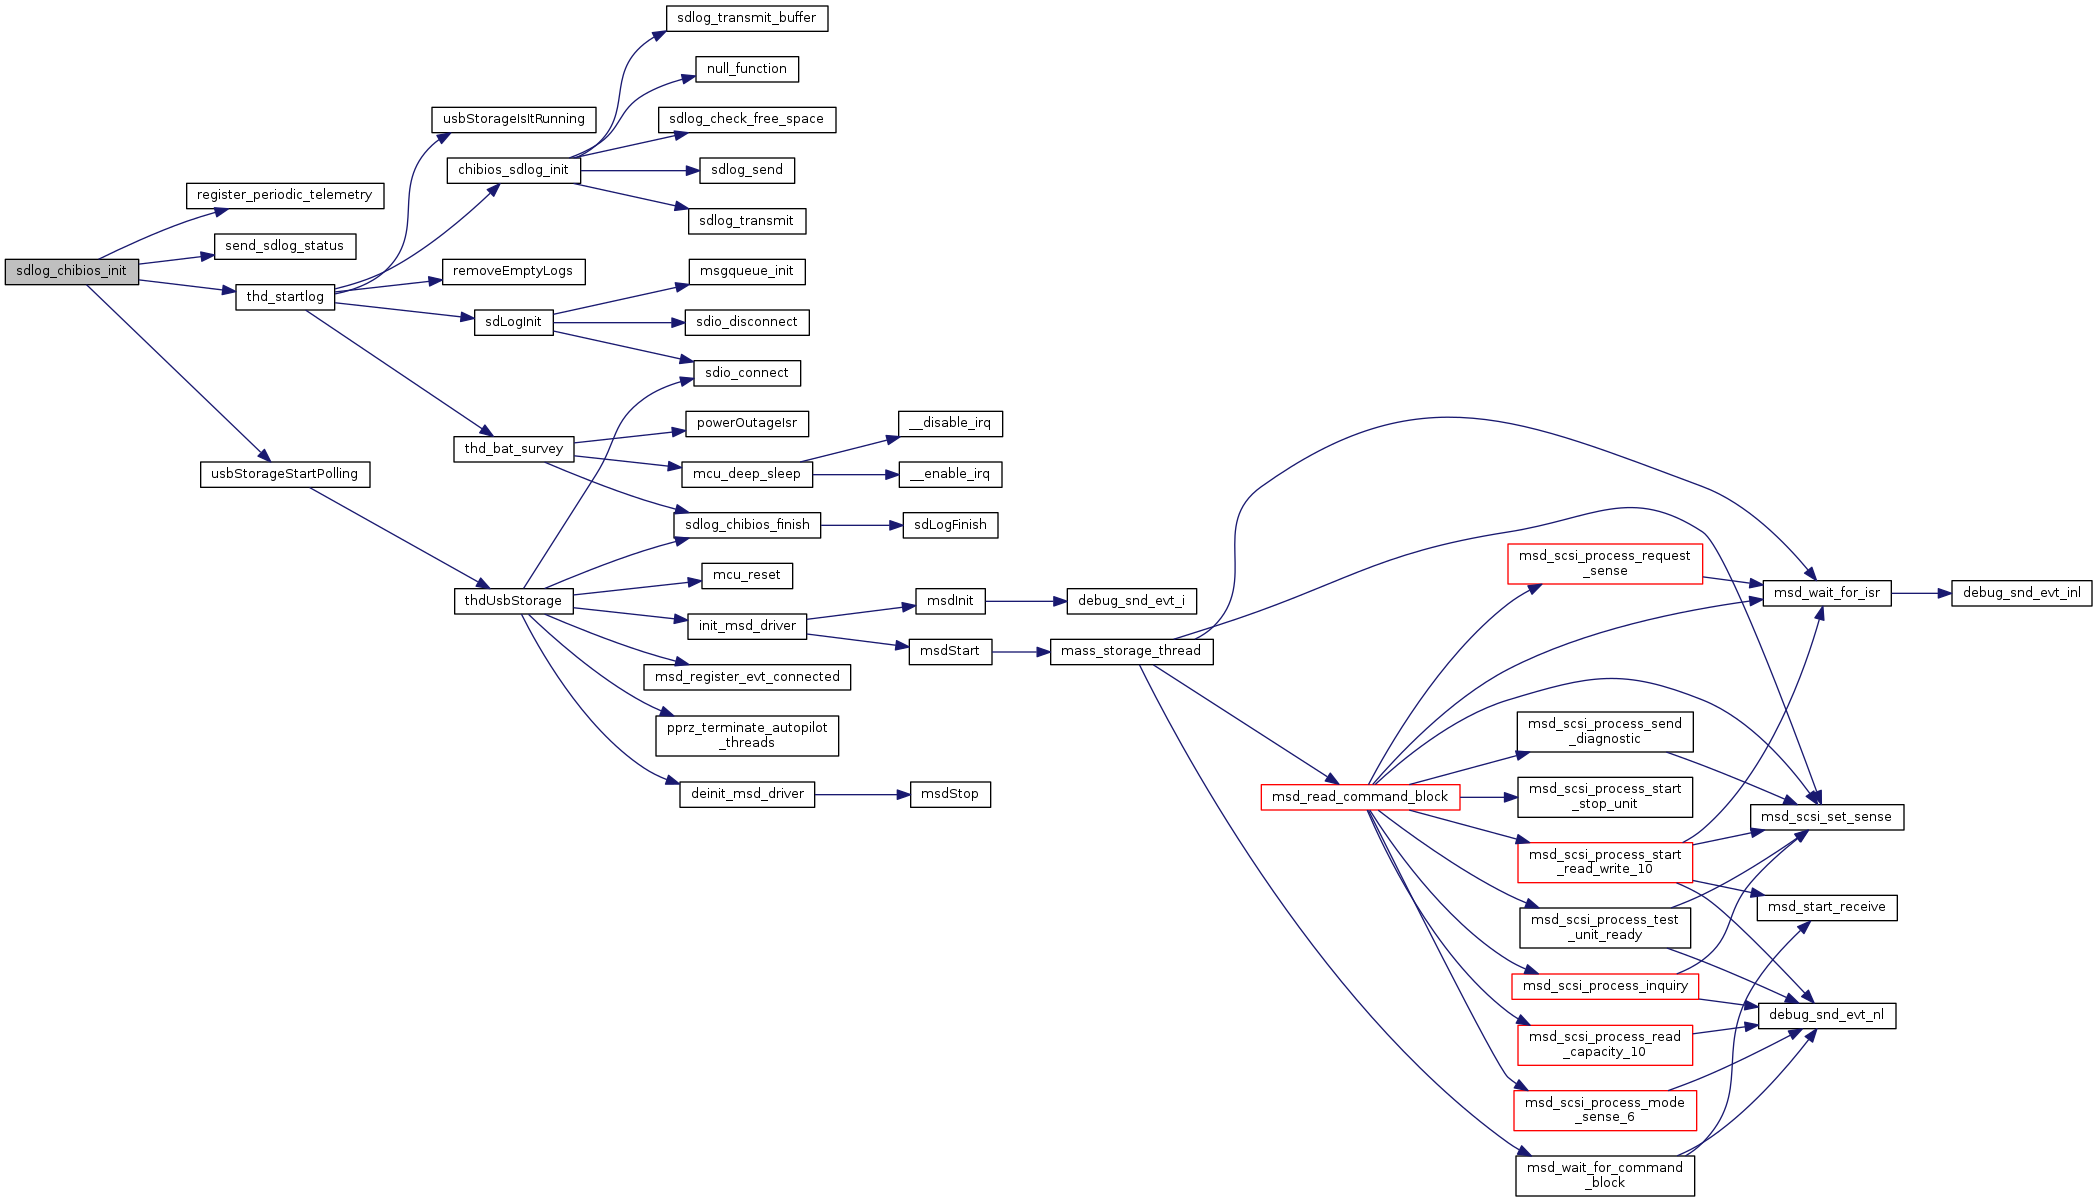 sdlog_chibios_init
register_periodic_telemetry
send_sdlog_status
thd_startlog
usbStorageStartPolling
usbStorageIsItRunning
chibios_sdlog_init
removeEmptyLogs
sdLogInit
thd_bat_survey
thdUsbStorage
sdlog_transmit_buffer
null_function
sdlog_check_free_space
sdlog_send
sdlog_transmit
msgqueue_init
sdio_disconnect
sdio_connect
powerOutageIsr
mcu_deep_sleep
sdlog_chibios_finish
mcu_reset
init_msd_driver
msd_register_evt_connected
pprz_terminate_autopilot
_threads
deinit_msd_driver
__disable_irq
__enable_irq
sdLogFinish
msdInit
msdStart
msdStop
debug_snd_evt_i
mass_storage_thread
msd_read_command_block
msd_scsi_process_request
_sense
msd_scsi_process_send
_diagnostic
msd_scsi_process_start
_stop_unit
msd_scsi_process_start
_read_write_10
msd_scsi_process_test
_unit_ready
msd_scsi_process_inquiry
msd_scsi_process_read
_capacity_10
msd_scsi_process_mode
_sense_6
msd_wait_for_command
_block
msd_wait_for_isr
msd_scsi_set_sense
msd_start_receive
debug_snd_evt_nl
debug_snd_evt_inl